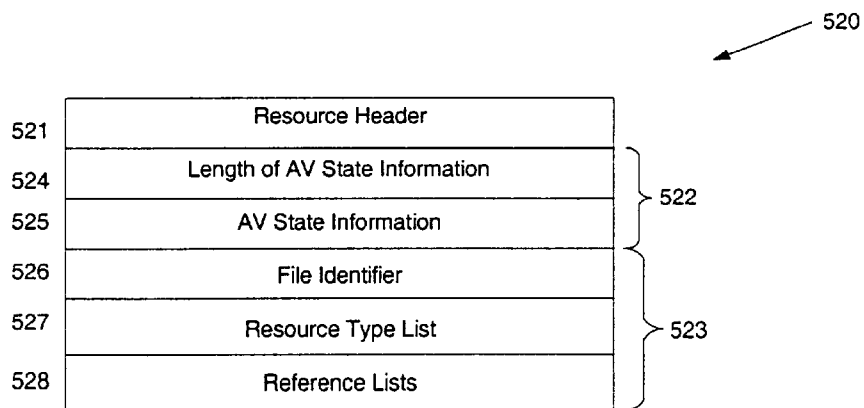 520
521 Resource Header
524 Length of AV State Information
522
525 AV State Information
526 File Identifier
527 Resource Type List 523
528 Reference Lists